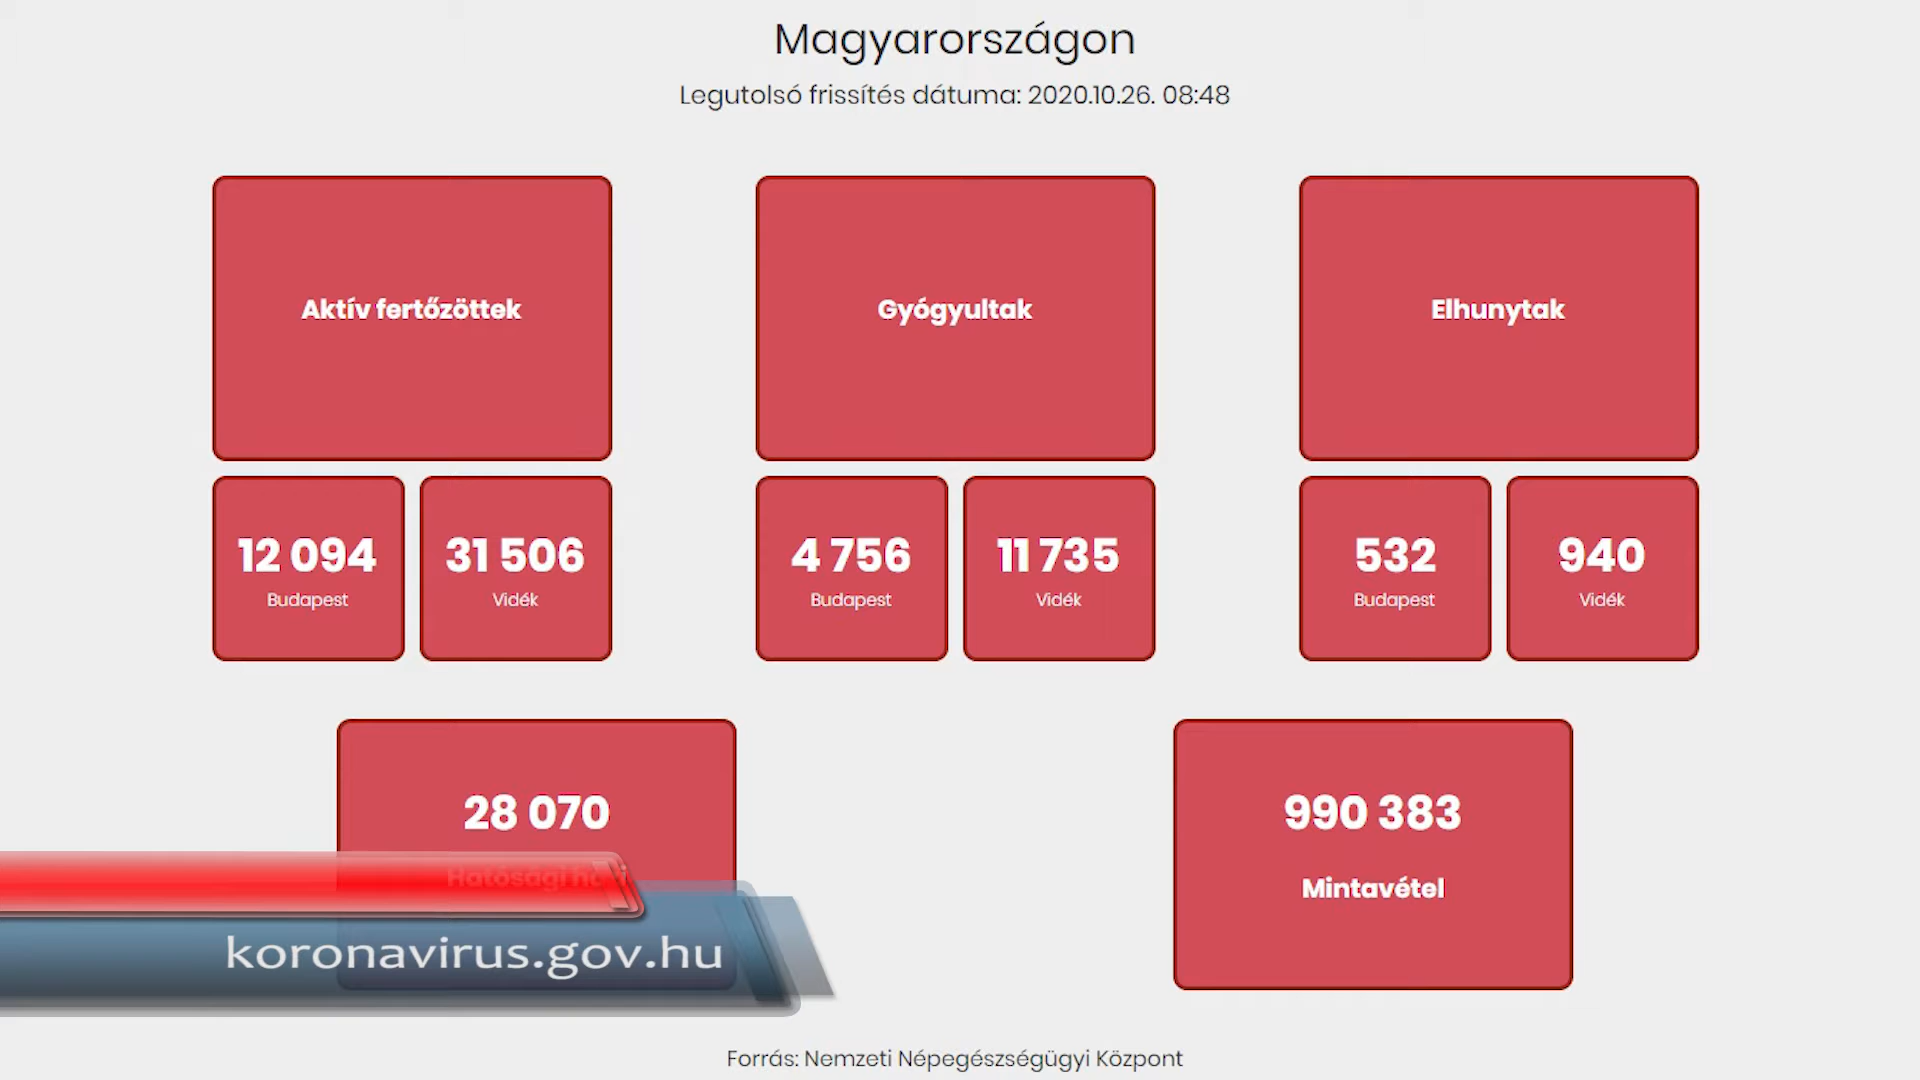 Magyarországon
Legutolsó frissítés dátuma: 2020.10.26. 08:48
Aktív fertőzöttek
Gyógyultak
Elhunytak
12 094
Budapest
31 506
Vidék
4 756
Budapest
11 735
Vidék
532
Budapest
940
Vidék
28 070
Hatósági
990 383
Mintavétel
koronavirus.gov.hu
Forrás: Nemzeti Népegészségügyi Központ